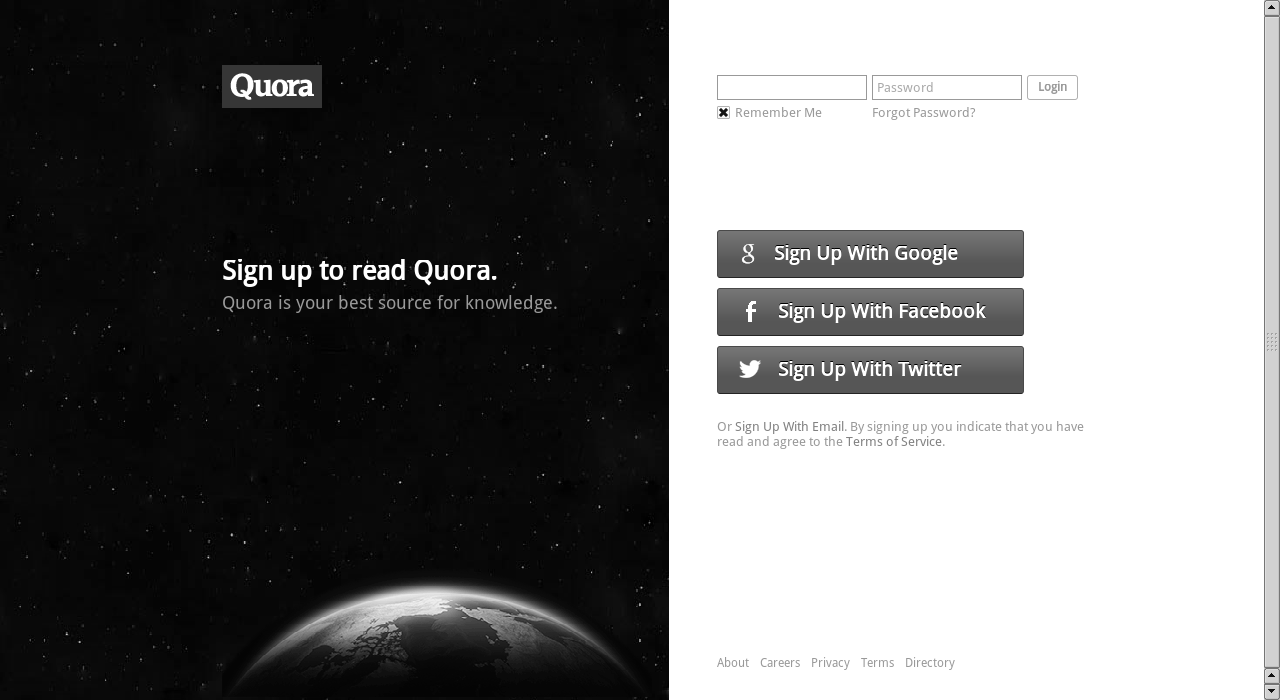 Quora
Sign up to read Quora.
Quora is your best source for knowledge.
Password
Login
Remember Me
Forgot Password?
Sign Up With Google
Sign Up With Facebook
Sign Up With Twitter
Or Sign Up With Email. By signing up you indicate that you have
read and agree to the Terms of Service.
About Careers Privacy Terms Directory